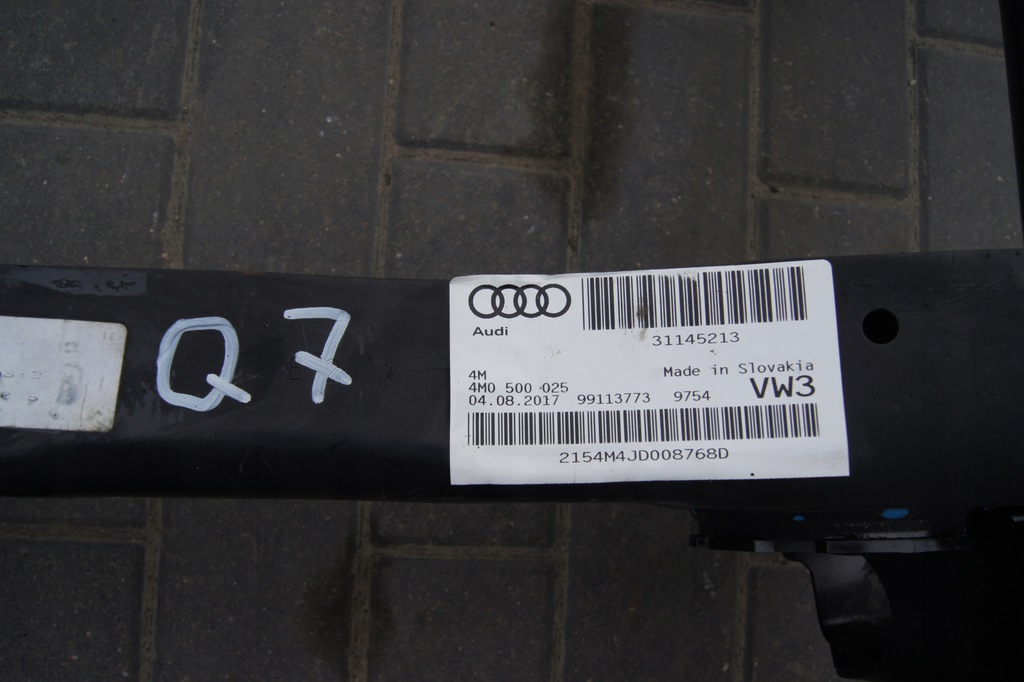 Q7
Audi
31145213
4M
Made in Slovakia
4M0 500 025
VW3
04.08.2017 99113773 9754
2154M4JD008768D